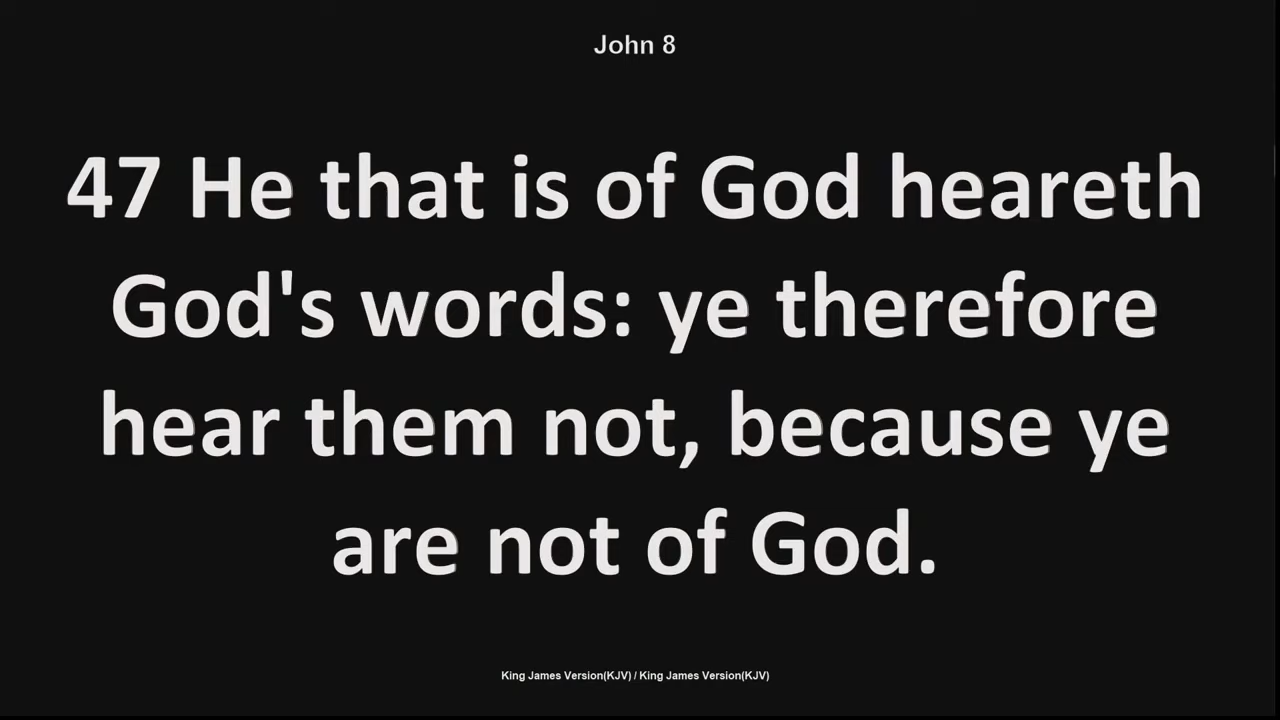 John 8
47 He that is of God heareth
God's words: ye therefore
hear them not, because ye
are not of God.
King James Version(KJV) / King James Version(KJV)